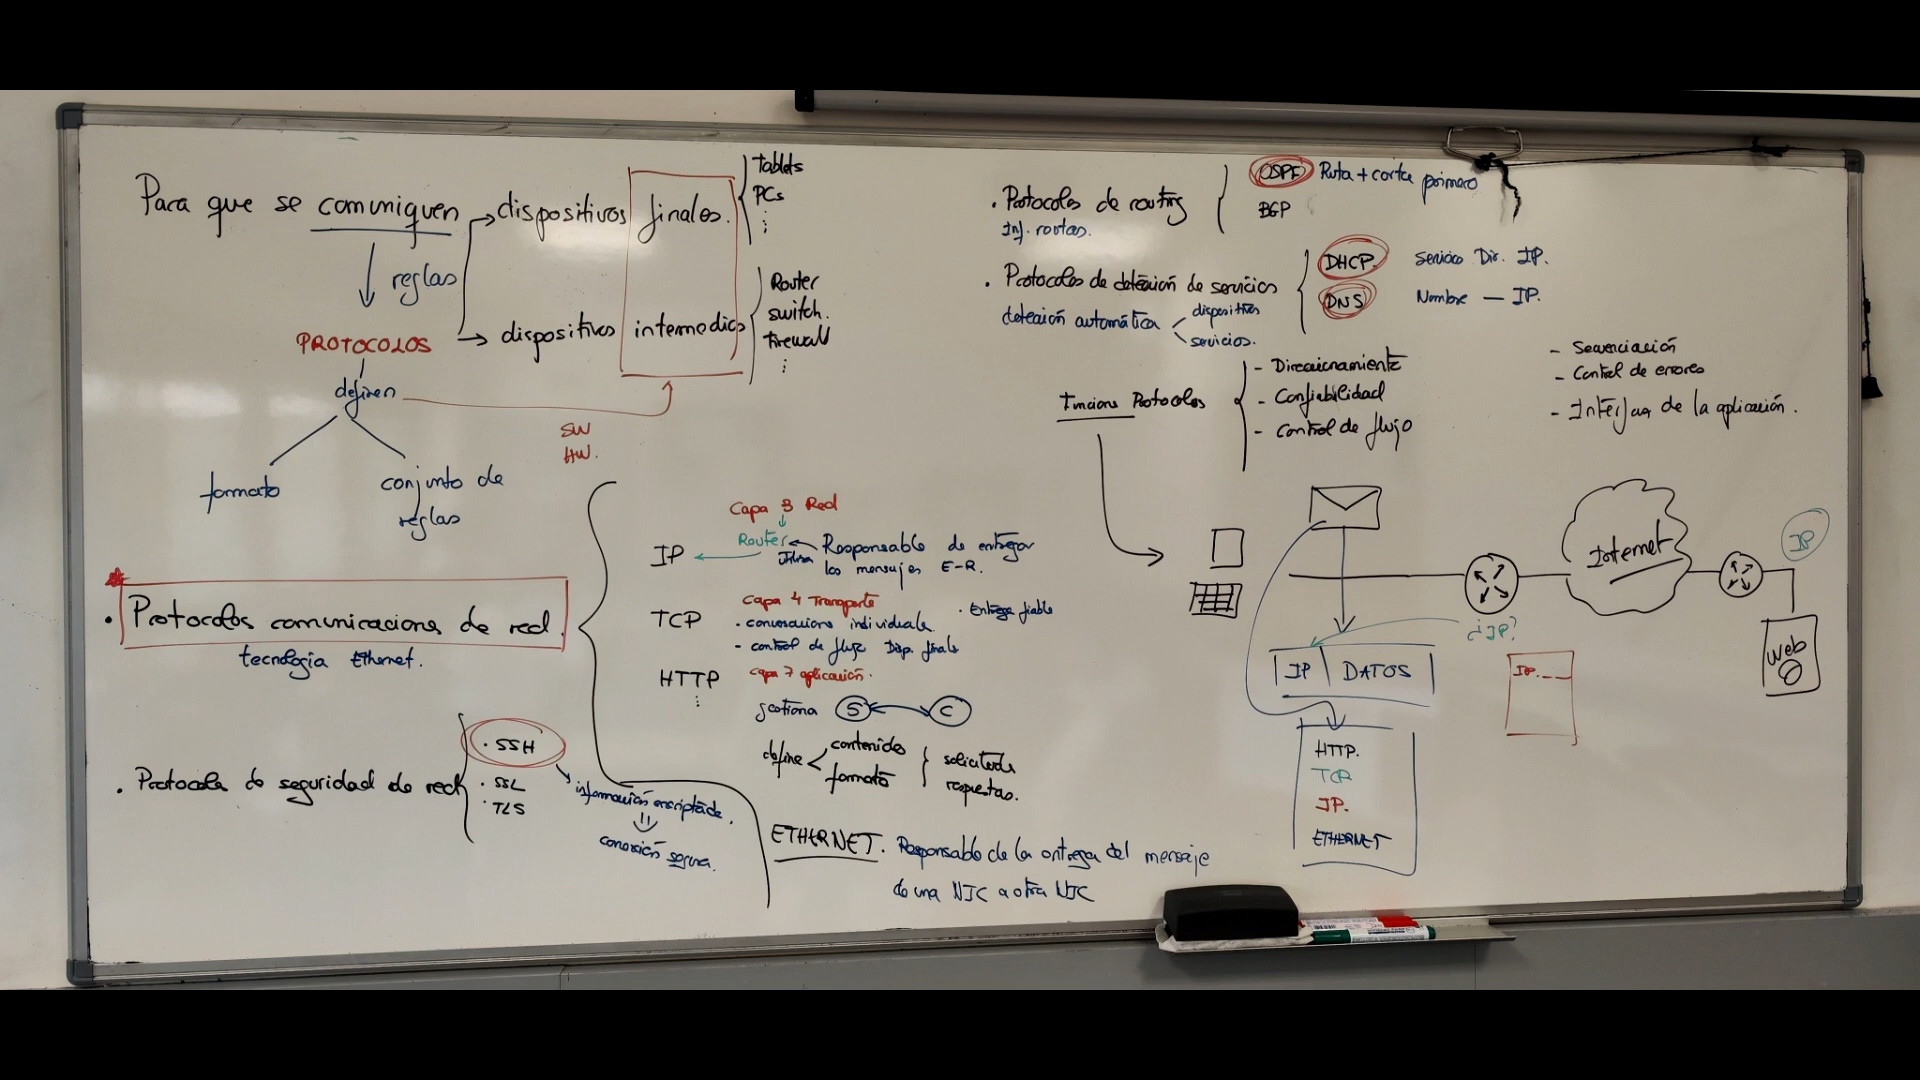 Para que se comuniquen
reglas
PROTOCOLOS
dispositivos finales.
Tablets
PCs
dispositivos intermedios
Router
switch.
firewall
definen
SW
HW.
formato
conjunto de
reglas
• Protocolos comunicaciones de red.
tecnología Ethernet.
Capa 3 Red
IP
Router
Responsable de entregar
los mensajes E-R.
TCP
Capa 4 Transporte
• conversaciones individuales
• Entrega fiable
- control de flujo Disp. finales
HTTP
Capa 7 aplicación.
gestiona S C
define
contenido
formato
solicitudes
respuestas.
ETHERNET. Responsable de la entrega del mensaje
de una NIC a otra NIC
• Protocolos de seguridad de red
• SSH
• SSL
• TLS
información encriptada.
conexión segura.
• Protocolos de routing
Inf. rutas.
OSPF Ruta + corta primero
BGP
• Protocolos de detección de servicios
detección automática
dispositivos
servicios.
DHCP. Servicio Dir. IP.
DNS Nombre — IP.
Funciones Protocolos
- Direccionamiento
- Confiabilidad
- Control de flujo
- Secuenciación
- Control de errores
- Interfaz de la aplicación.
Internet
IP
Web
¿IP?
IP DATOS
IP.---
HTTP.
TCP
IP.
ETHERNET